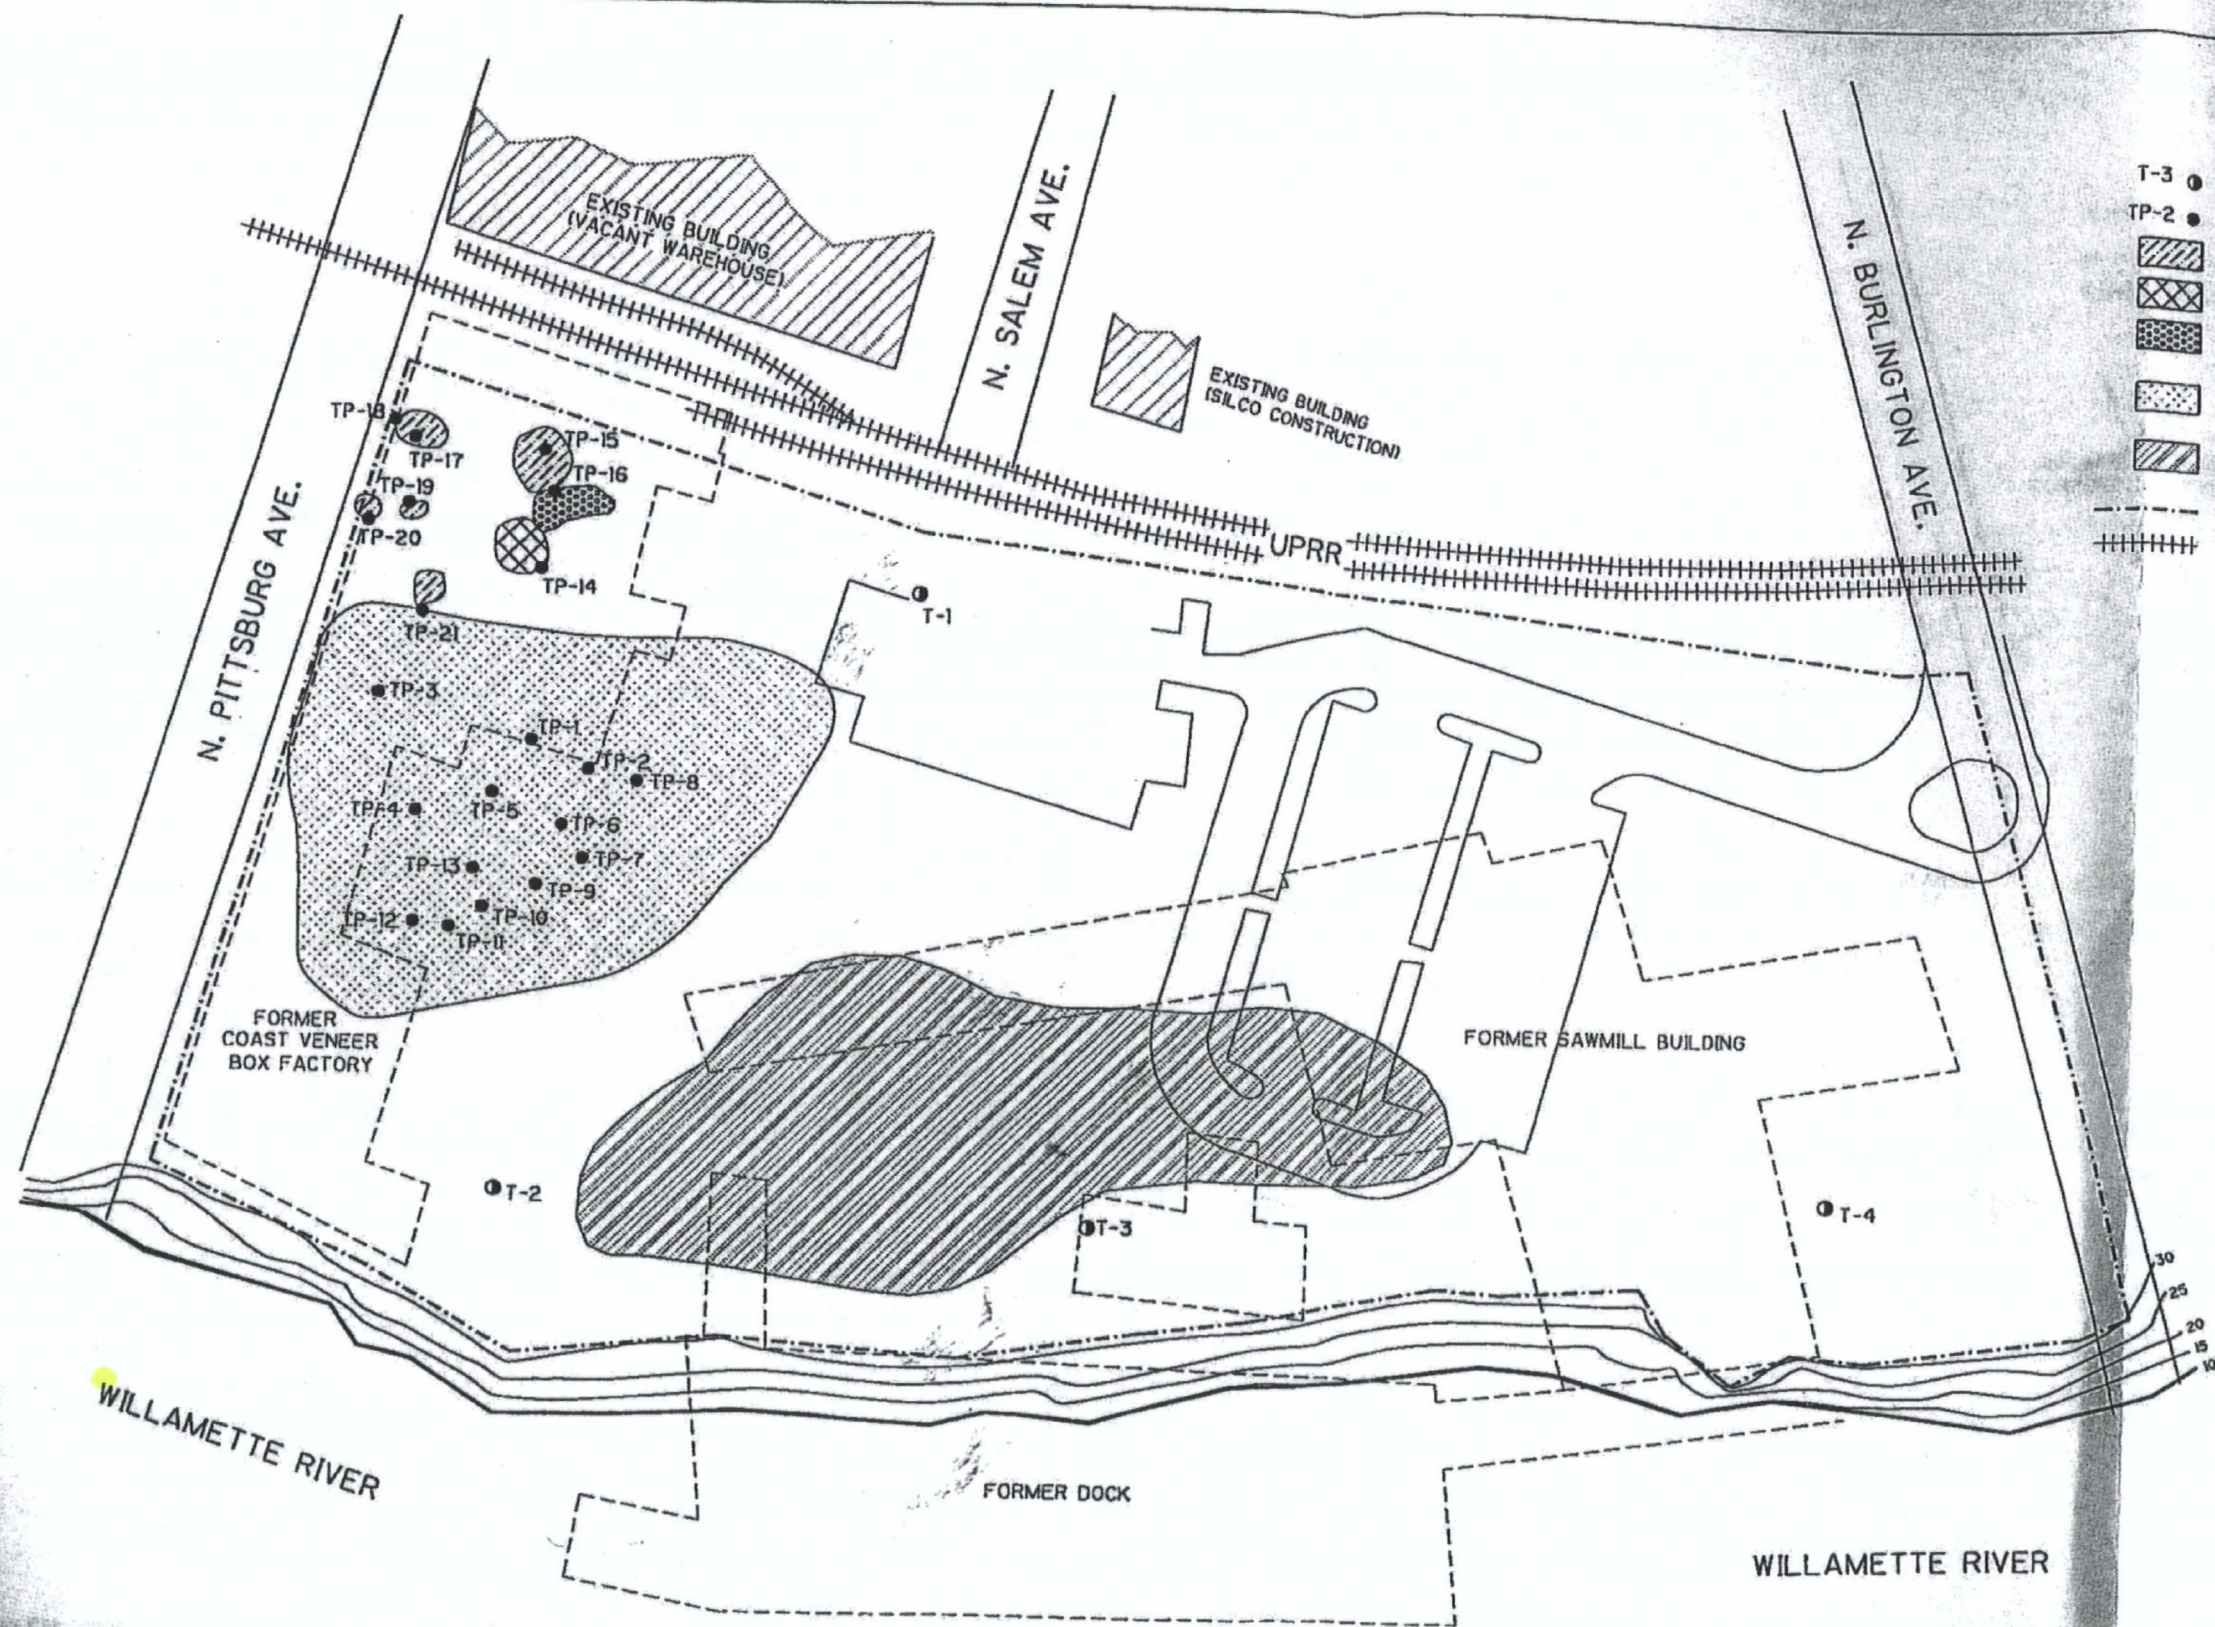 EXISTING BUILDING
(VACANT WAREHOUSE)
N. SALEM AVE.
N. BURLINGTON AVE.
T-3
TP-2
EXISTING BUILDING
(SILCO CONSTRUCTION)
TP-18
TP-17
TP-15
TP-16
TP-19
TP-20
TP-14
UPRR
N. PITTSBURG AVE.
T-1
TP-21
TP-3
TP-1
TP-2
TP-8
TP-4
TP-5
TP-6
TP-7
TP-13
TP-9
TP-10
TP-12
TP-11
FORMER
COAST VENEER
BOX FACTORY
FORMER SAWMILL BUILDING
T-2
T-3
T-4
30
25
20
15
10
WILLAMETTE RIVER
FORMER DOCK
WILLAMETTE RIVER